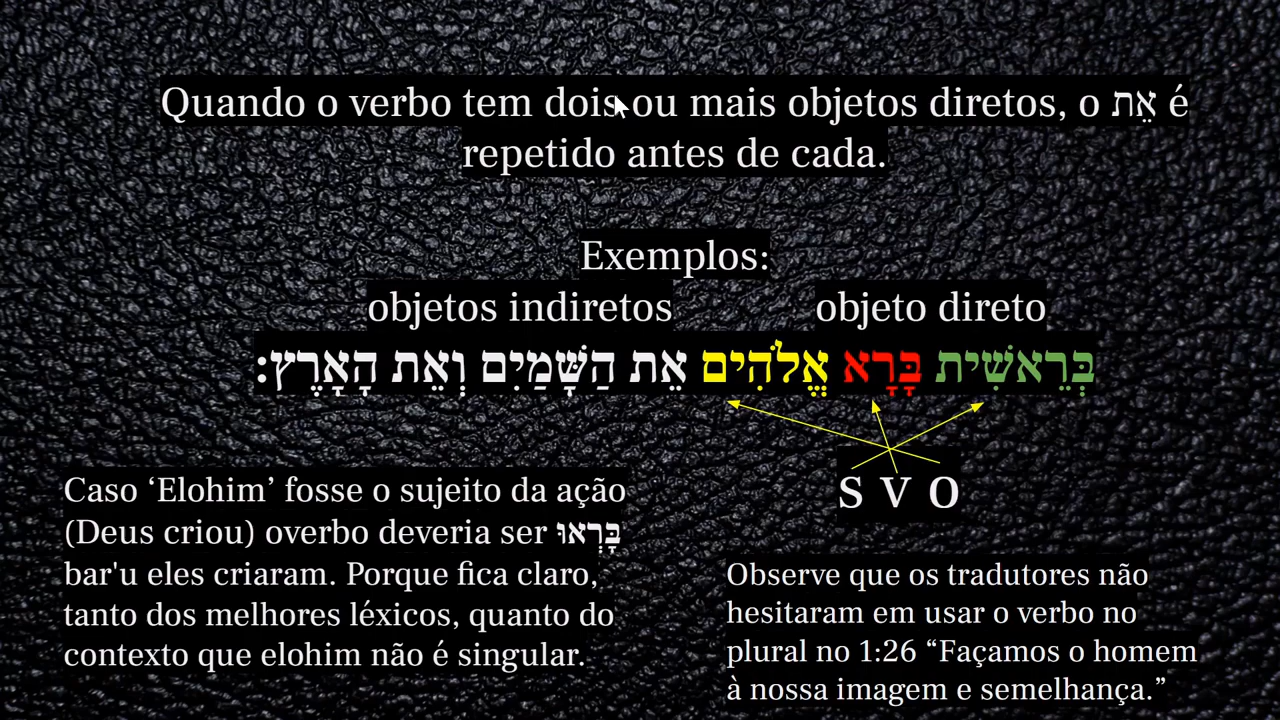 Quando o verbo tem dois ou mais objetos diretos, o אֵת é
repetido antes de cada.
Exemplos:
objetos indiretos objeto direto
בְּרֵאשִׁית בָּרָא אֱלֹהִים אֵת הַשָּׁמַיִם וְאֵת הָאָרֶץ׃
S V O
Caso ‘Elohim’ fosse o sujeito da ação
(Deus criou) overbo deveria ser בָּרְאוּ
bar'u eles criaram. Porque fica claro,
tanto dos melhores léxicos, quanto do
contexto que elohim não é singular.
Observe que os tradutores não
hesitaram em usar o verbo no
plural no 1:26 “Façamos o homem
à nossa imagem e semelhança.”